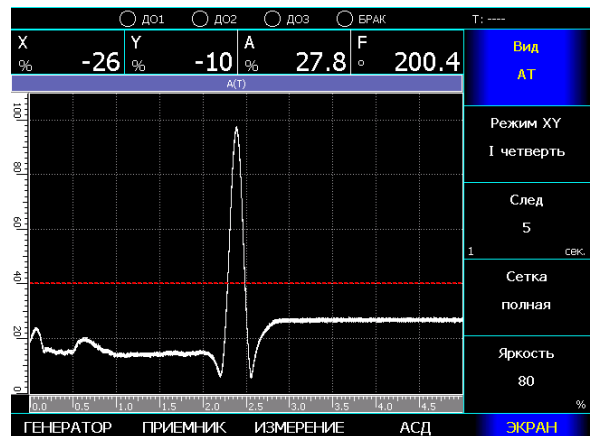 ДО1 ДО2 ДО3 БРАК T: ----
X % -26 Y % -10 A % 27.8 F ° 200.4
A(T)
Вид
AT
Режим XY
I четверть
След
5
1 сек.
Сетка
полная
Яркость
80
%
100
80
60
40
20
0
0.0 0.5 1.0 1.5 2.0 2.5 3.0 3.5 4.0 4.5
ГЕНЕРАТОР ПРИЕМНИК ИЗМЕРЕНИЕ АСД ЭКРАН